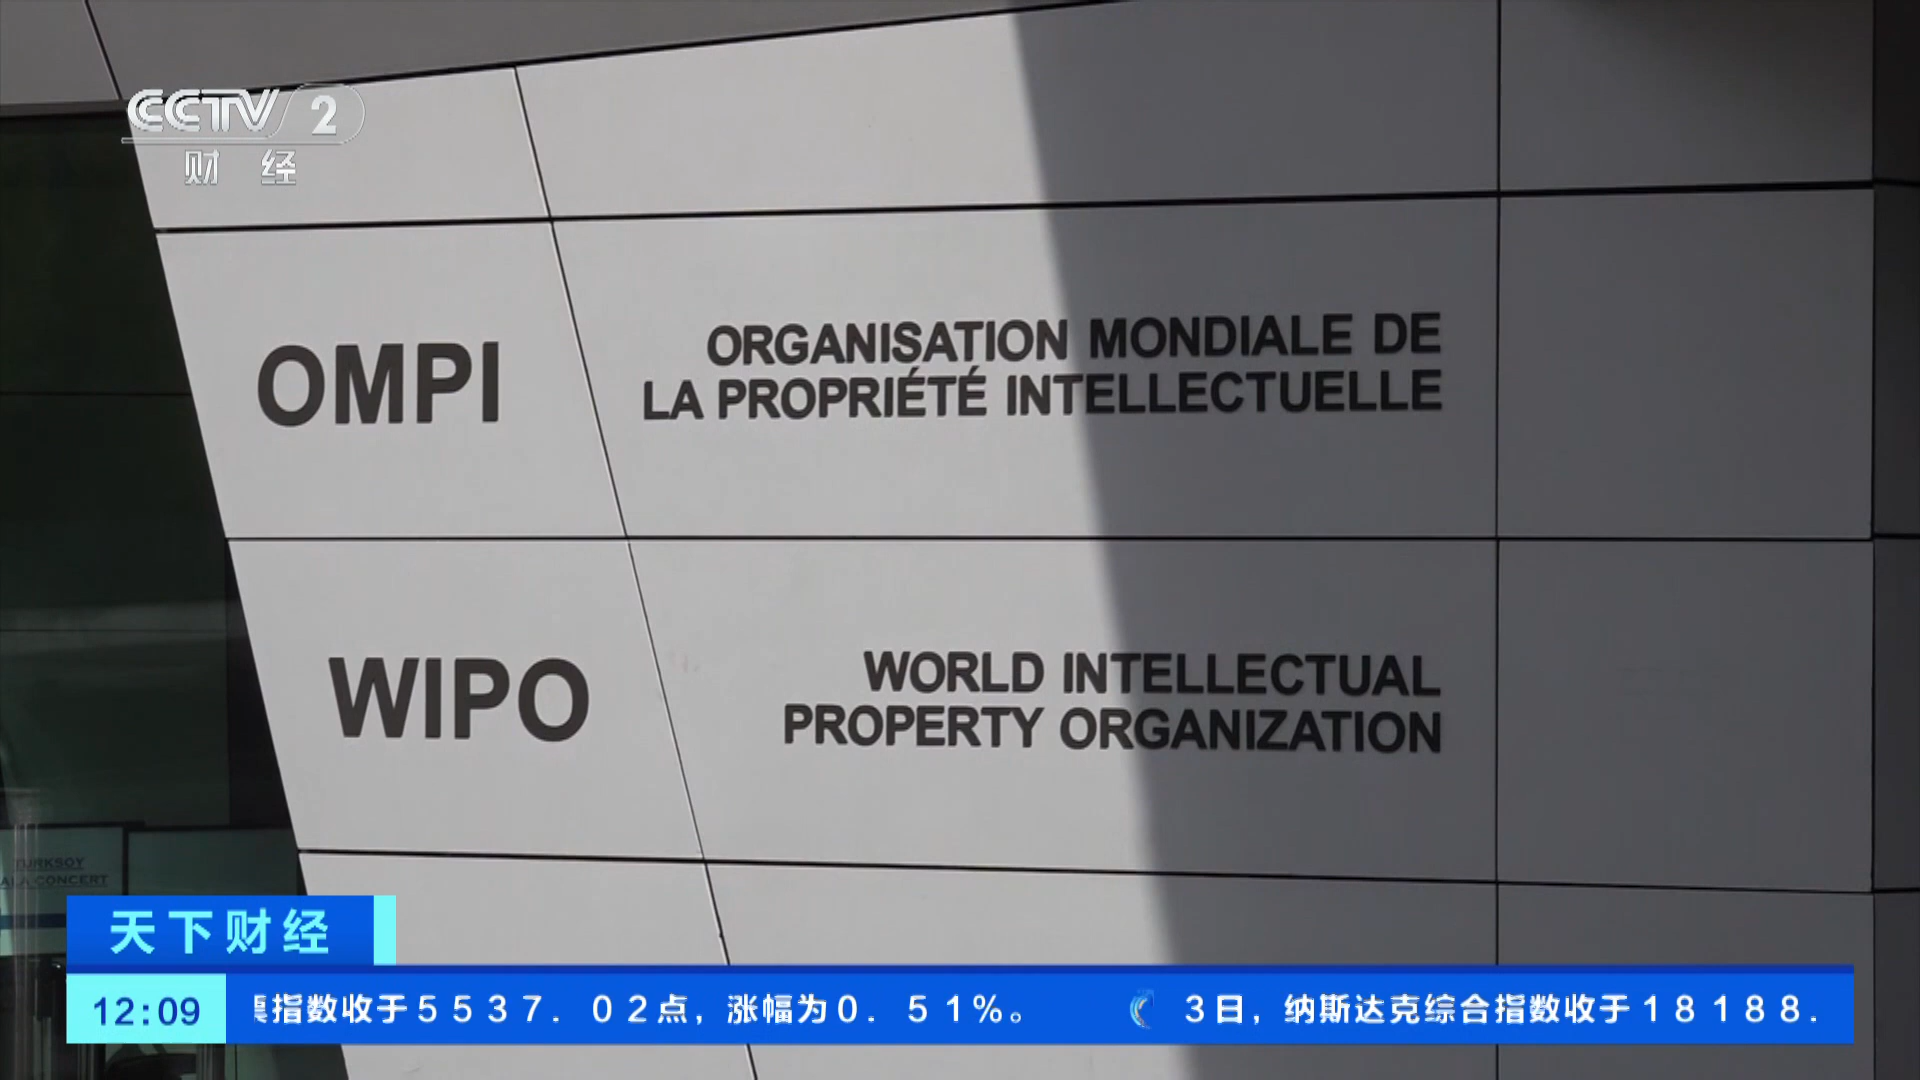 CCTV 2
财 经
OMPI
ORGANISATION MONDIALE DE
LA PROPRIÉTÉ INTELLECTUELLE
WIPO
WORLD INTELLECTUAL
PROPERTY ORGANIZATION
TURKSOY
CONCERT
天下财经
12:09
指数收于5537.02点，涨幅为0.51%。 3日，纳斯达克综合指数收于18188.